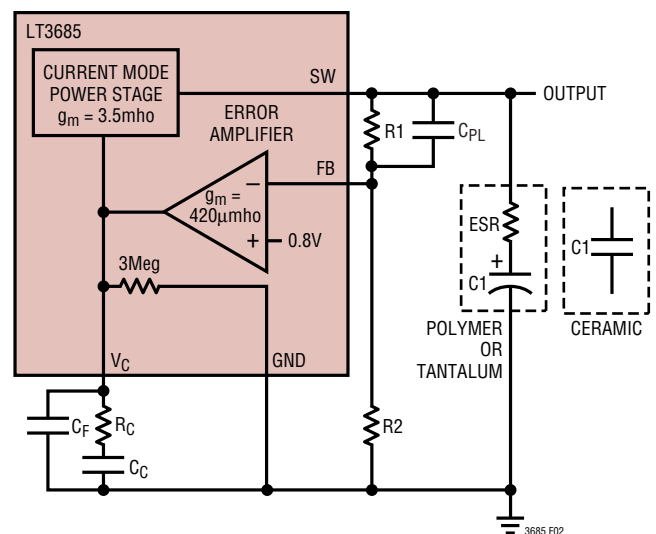 LT3685
CURRENT MODE
POWER STAGE
gm = 3.5mho
SW
OUTPUT
ERROR
AMPLIFIER
R1
CPL
FB
gm =
420µmho
–
+
0.8V
ESR
+
C1
C1
3Meg
POLYMER
OR
TANTALUM
CERAMIC
VC
GND
CF
RC
R2
CC
3685 F02